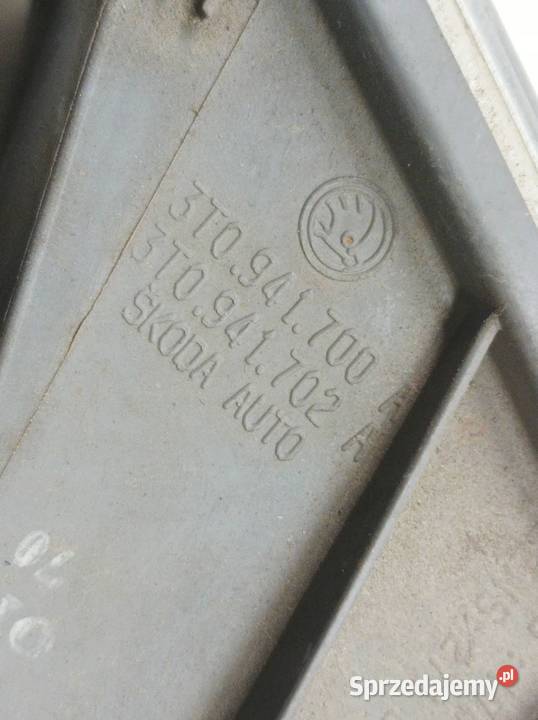 3T0.941.700 A
3T0.941.702 A
ŠKODA AUTO
Sprzedajemy.pl